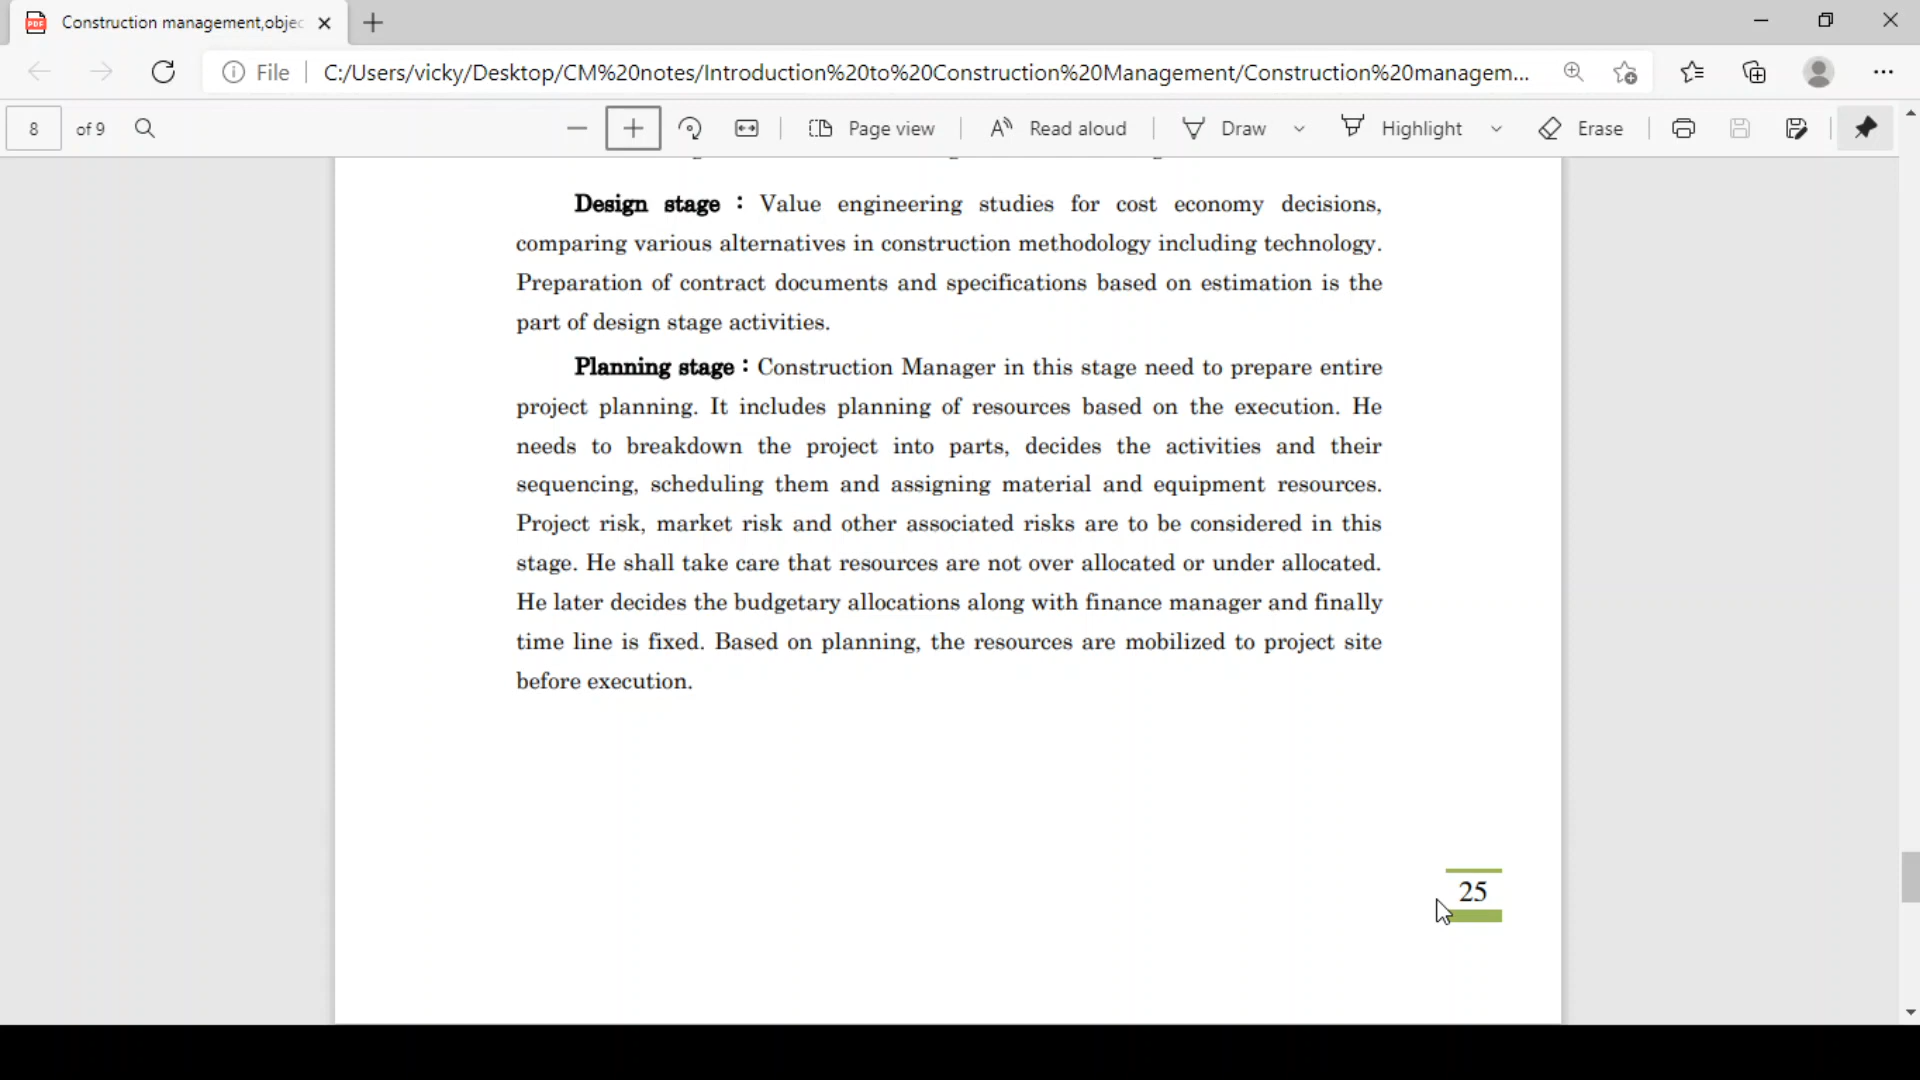 Construction management,objec
File
C:/Users/vicky/Desktop/CM%20notes/Introduction%20to%20Construction%20Management/Construction%20managem...
8 of 9
Page view
Read aloud
Draw
Highlight
Erase
Design stage : Value engineering studies for cost economy decisions,
comparing various alternatives in construction methodology including technology.
Preparation of contract documents and specifications based on estimation is the
part of design stage activities.
Planning stage : Construction Manager in this stage need to prepare entire
project planning. It includes planning of resources based on the execution. He
needs to breakdown the project into parts, decides the activities and their
sequencing, scheduling them and assigning material and equipment resources.
Project risk, market risk and other associated risks are to be considered in this
stage. He shall take care that resources are not over allocated or under allocated.
He later decides the budgetary allocations along with finance manager and finally
time line is fixed. Based on planning, the resources are mobilized to project site
before execution.
25